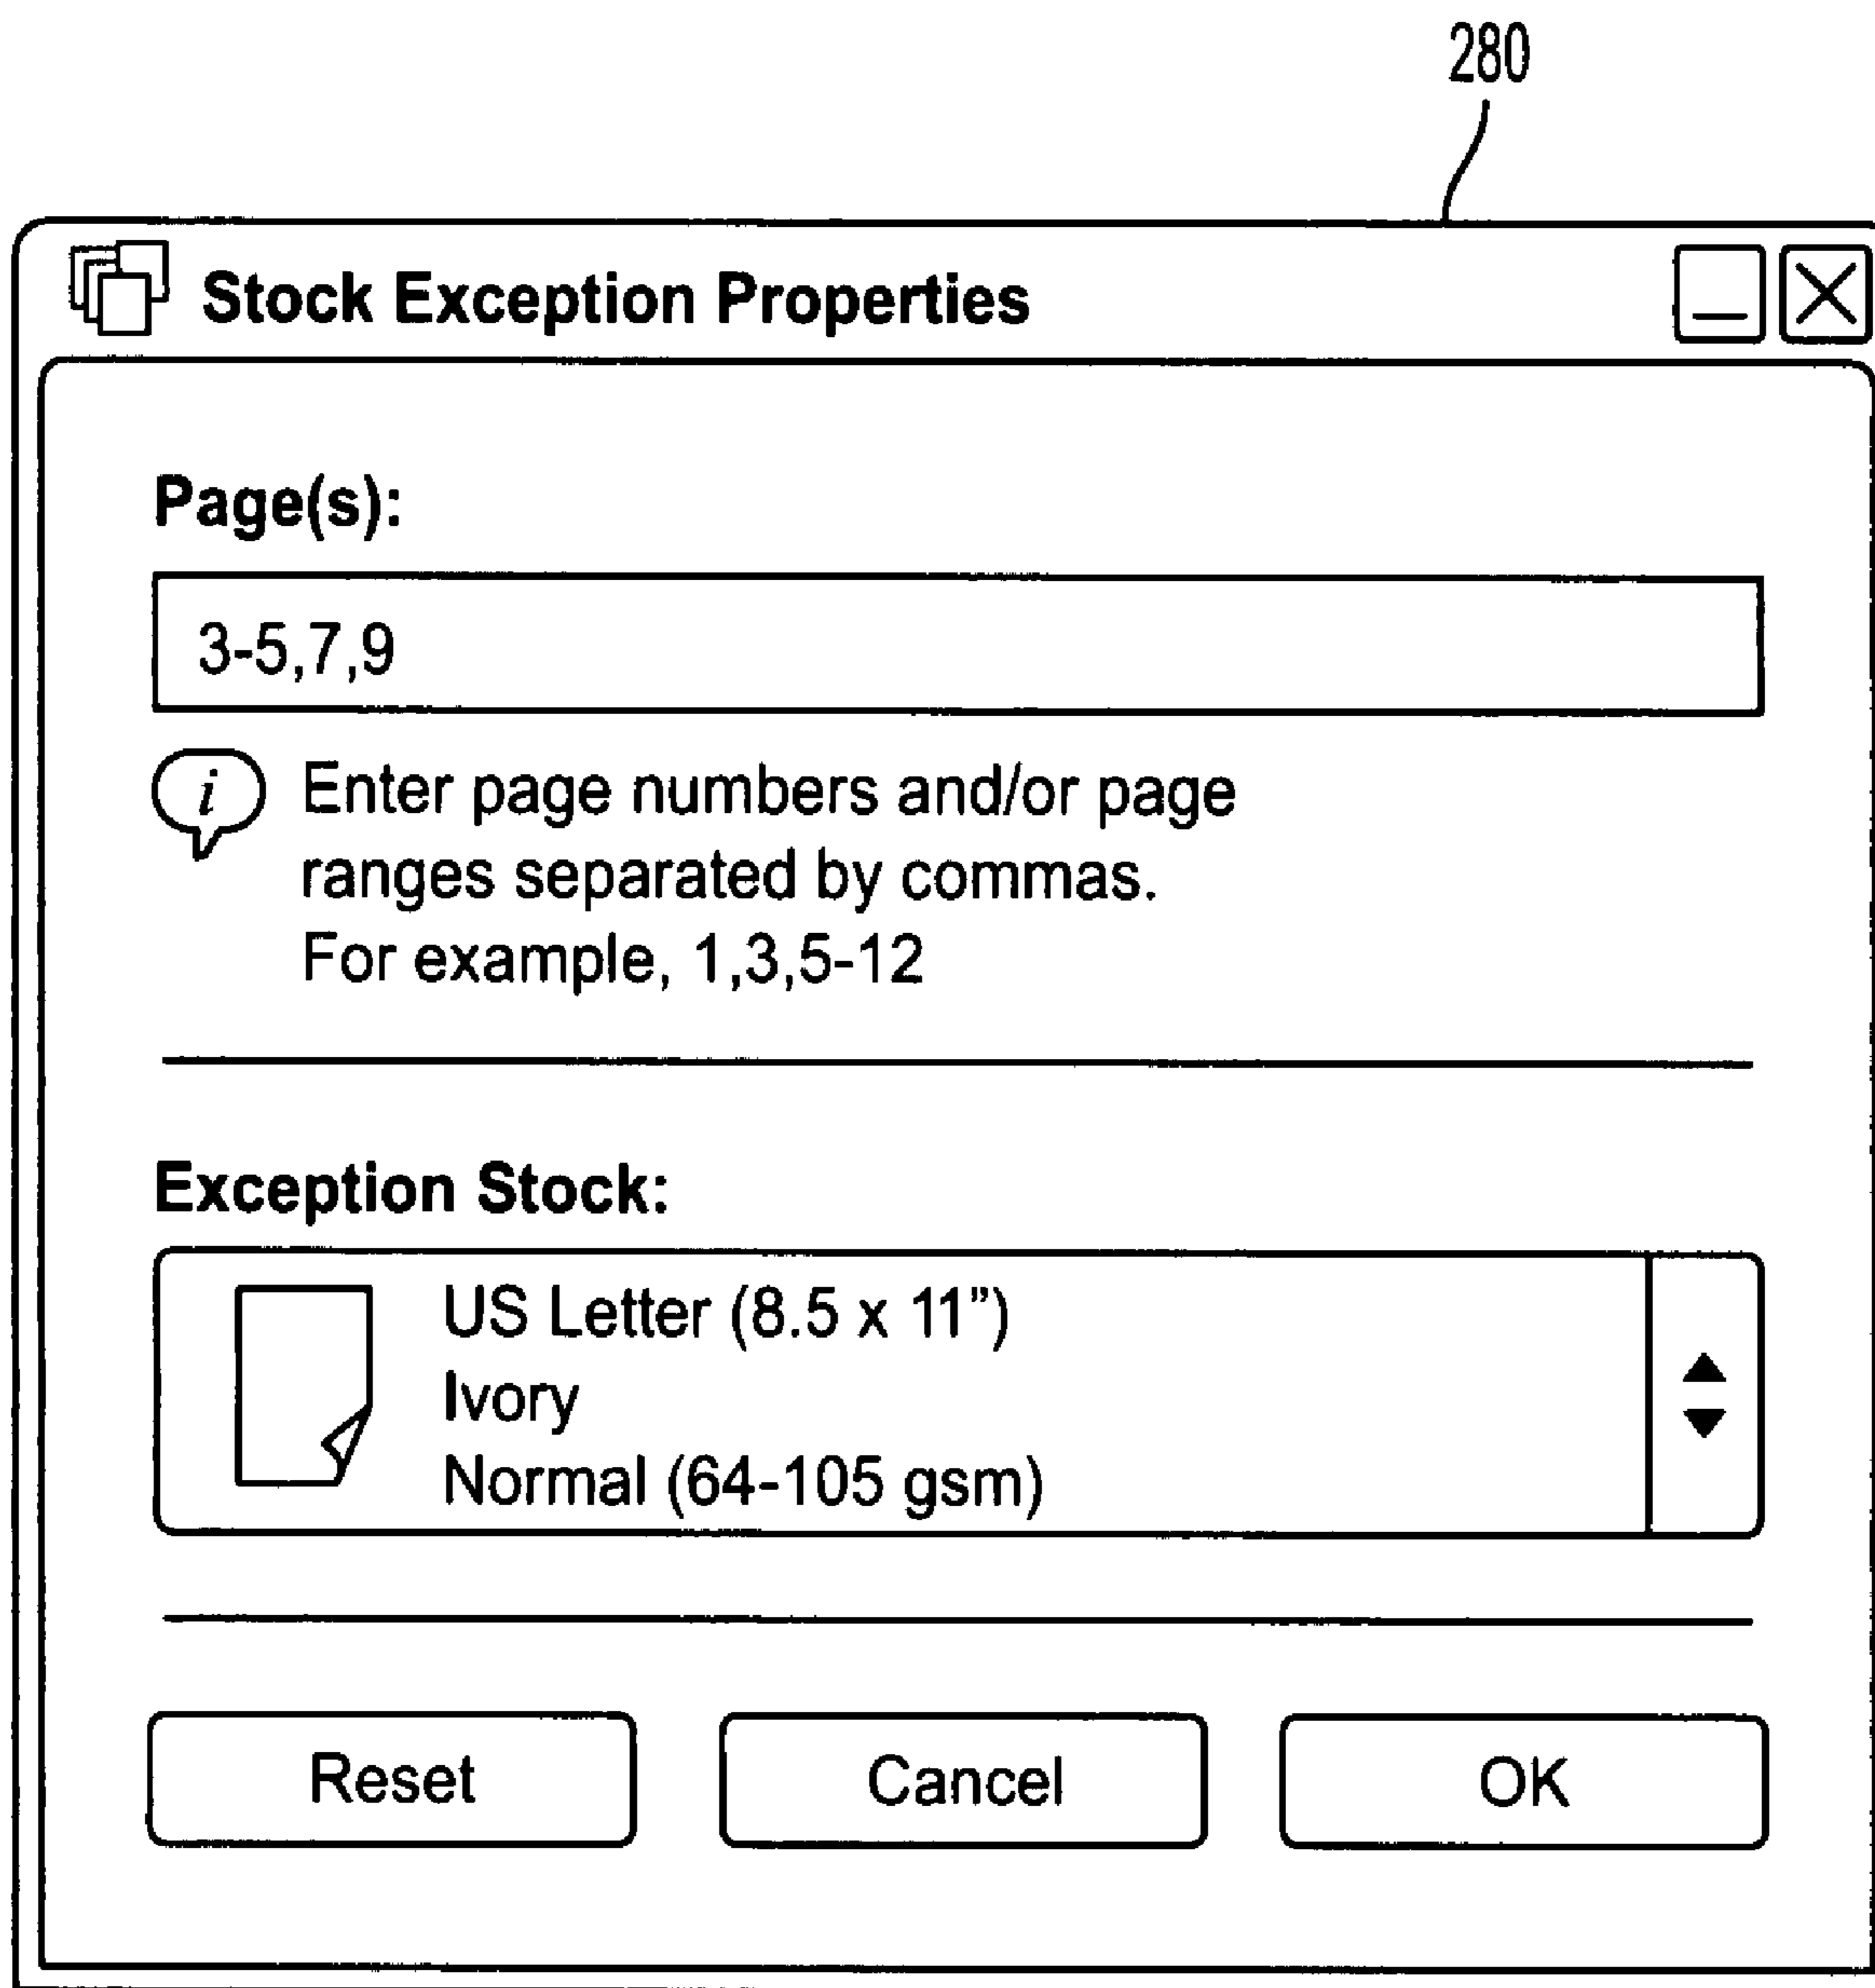 280
Stock Exception Properties
Page(s):
3-5,7,9
i Enter page numbers and/or page
ranges separated by commas.
For example, 1,3,5-12
Exception Stock:
US Letter (8.5 x 11”)
Ivory
Normal (64-105 gsm)
Reset Cancel OK